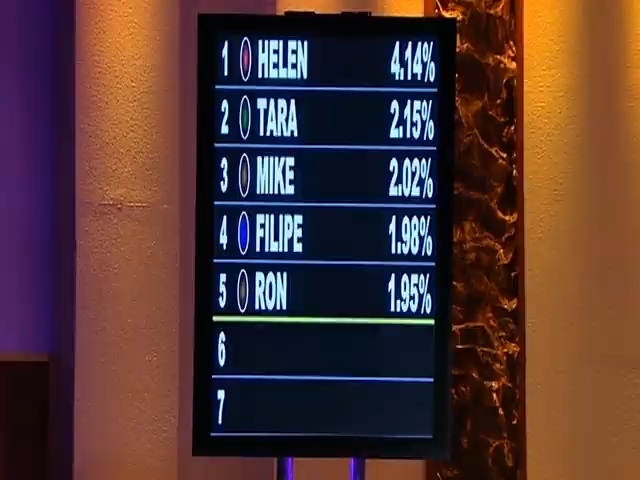 1 HELEN 4.14%
2 TARA 2.15%
3 MIKE 2.02%
4 FILIPE 1.98%
5 RON 1.95%
6
7